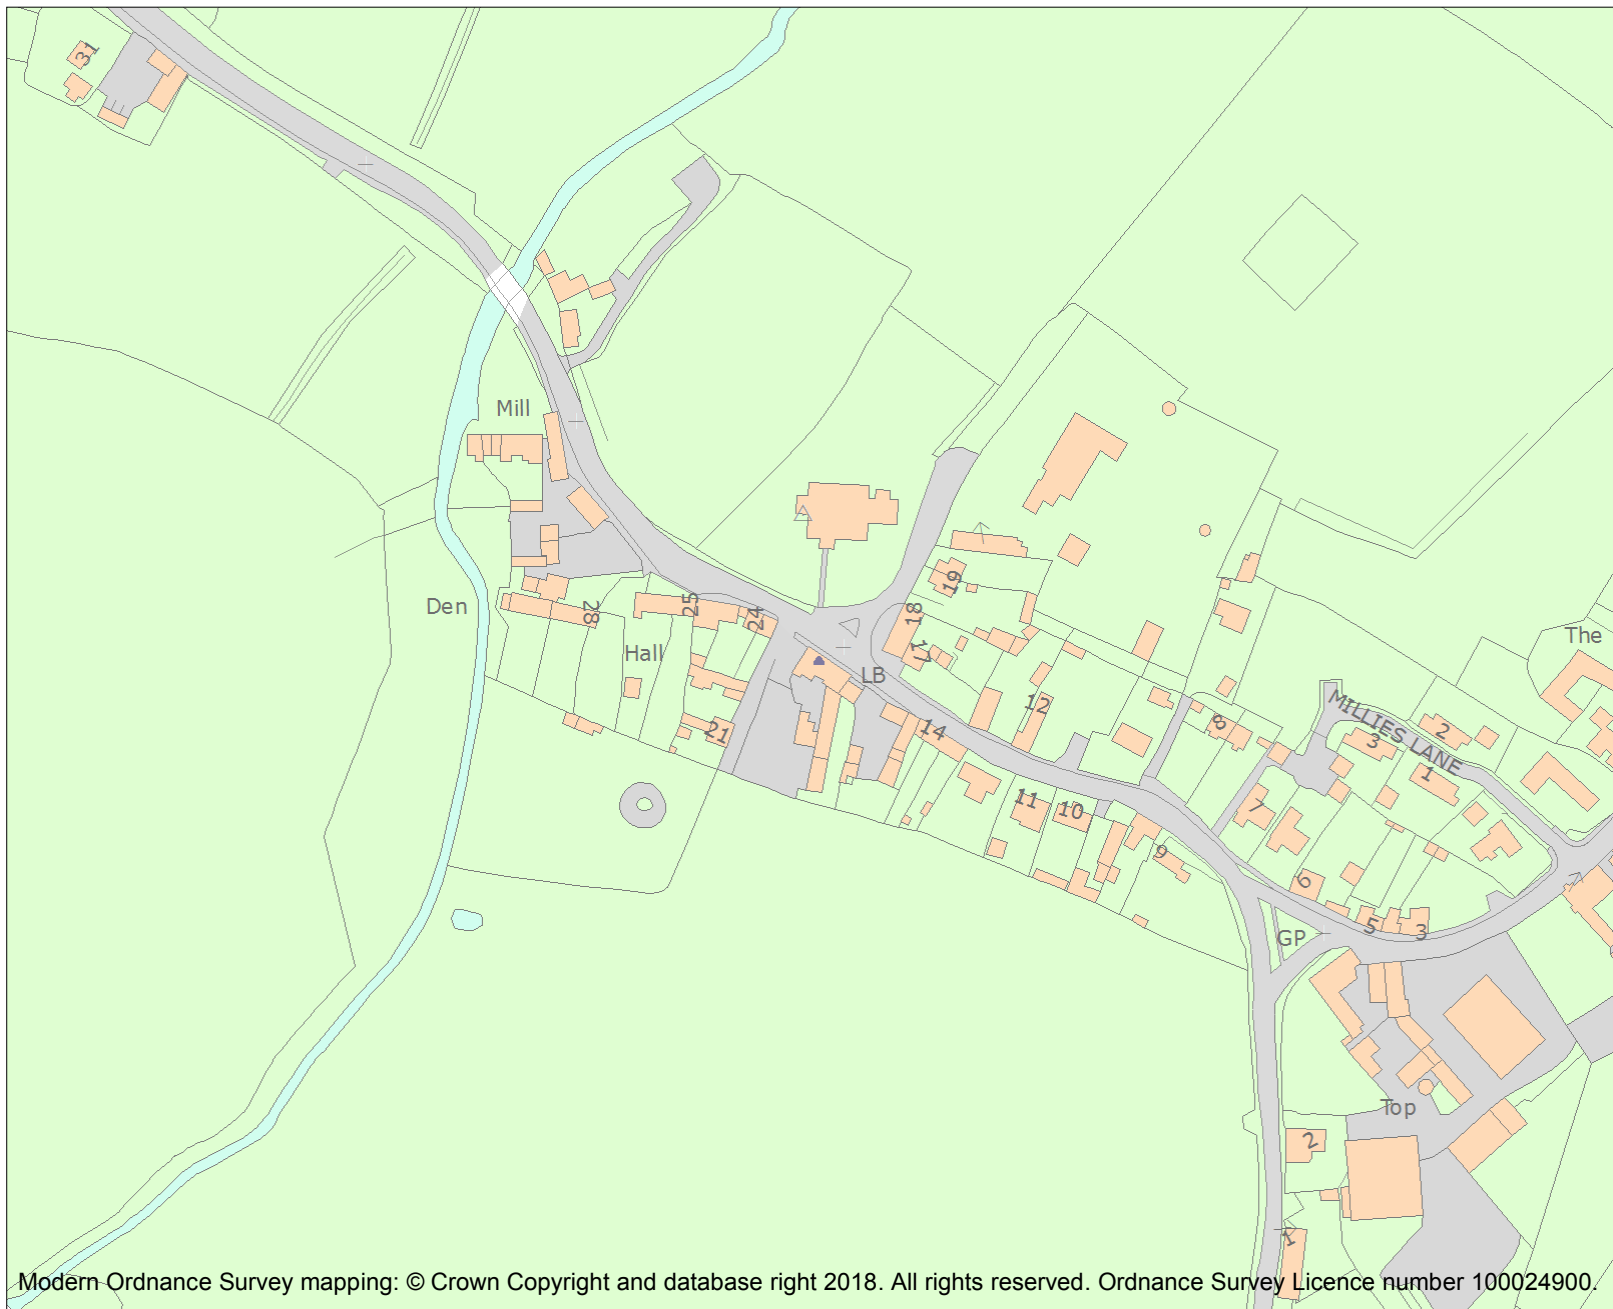 31
Mill
Den
28
25
24
Hall
21
19
18
17
LB
14
12
11
10
9
8
7
6
5
3
The
MILLIES LANE
2
3
1
GP
Top
2
1
Modern Ordnance Survey mapping: © Crown Copyright and database right 2018. All rights reserved. Ordnance Survey Licence number 100024900.